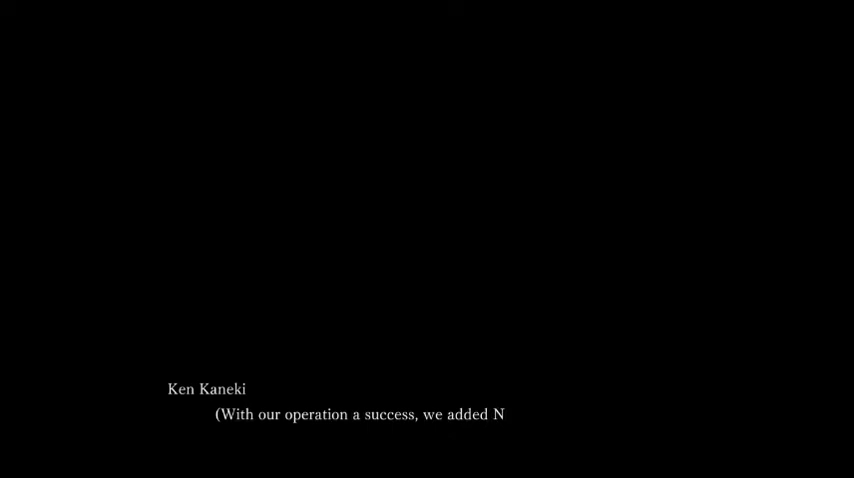 Ken Kaneki
(With our operation a success, we added N